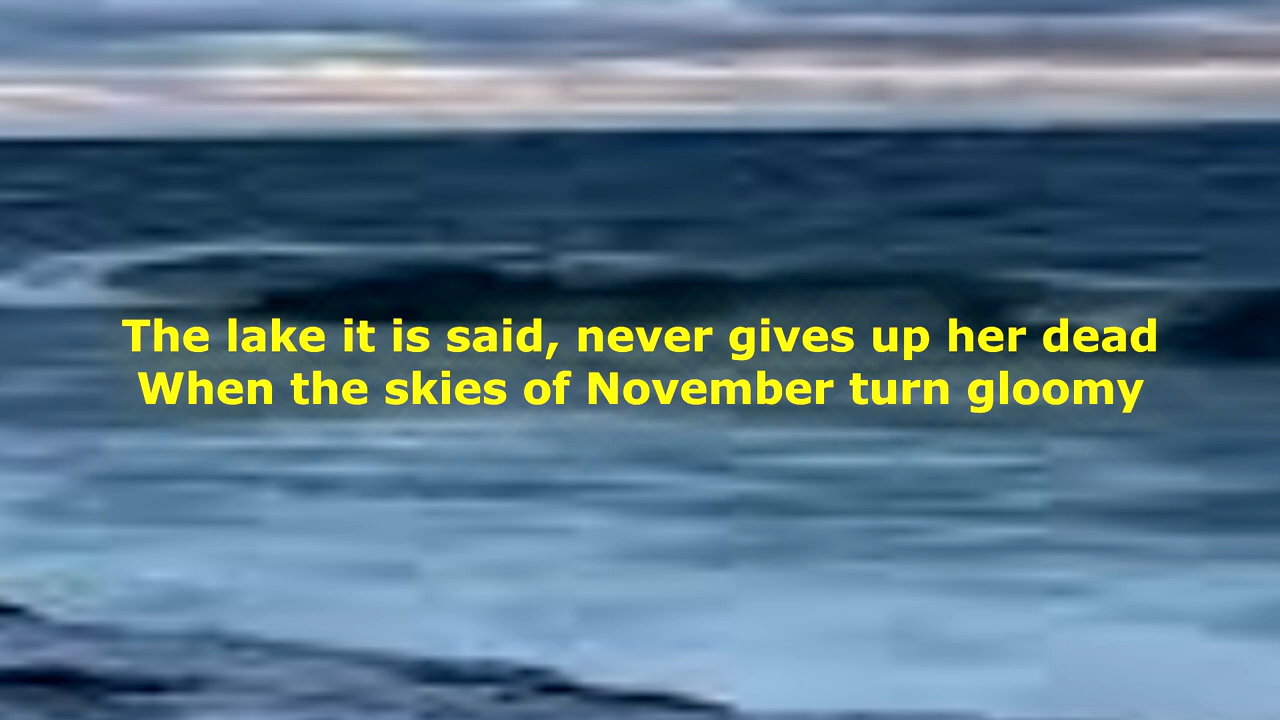 The lake it is said, never gives up her dead
When the skies of November turn gloomy